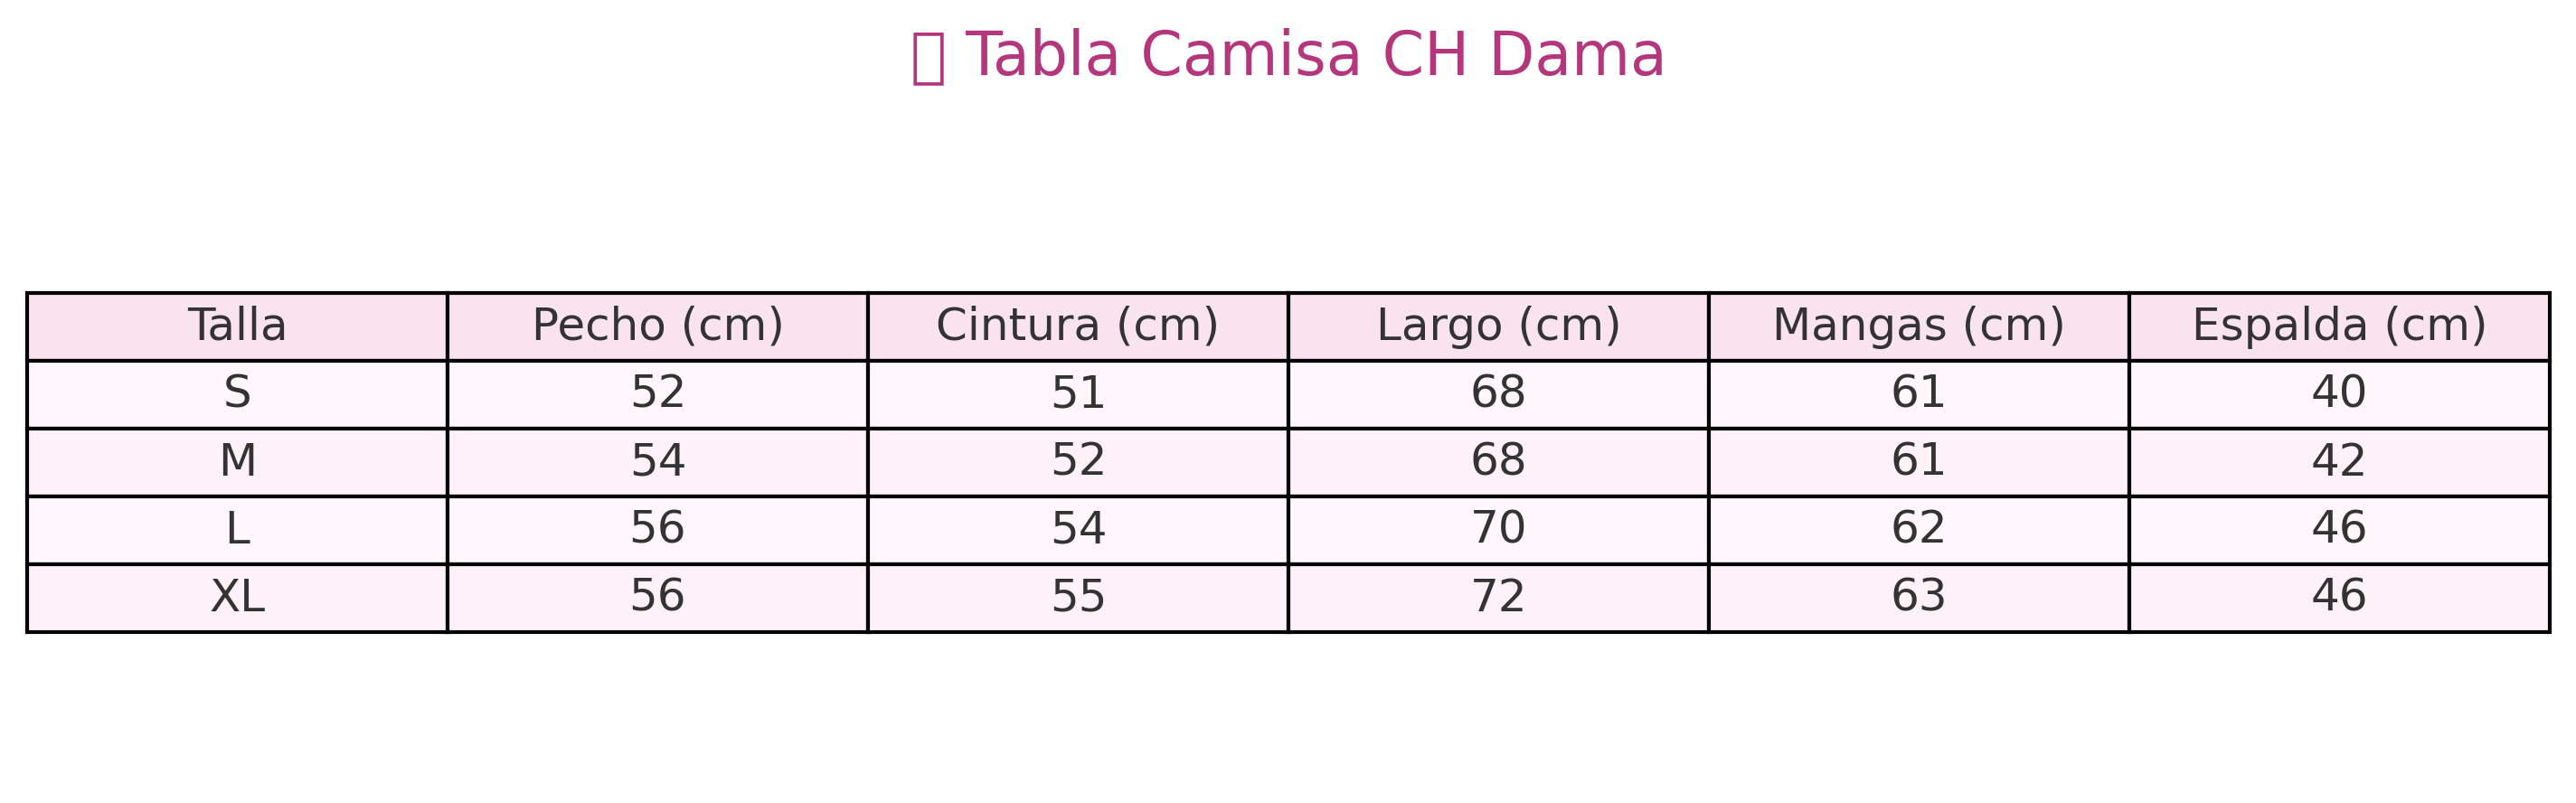 Tabla Camisa CH Dama
Talla Pecho (cm) Cintura (cm) Largo (cm) Mangas (cm) Espalda (cm)
S 52 51 68 61 40
M 54 52 68 61 42
L 56 54 70 62 46
XL 56 55 72 63 46